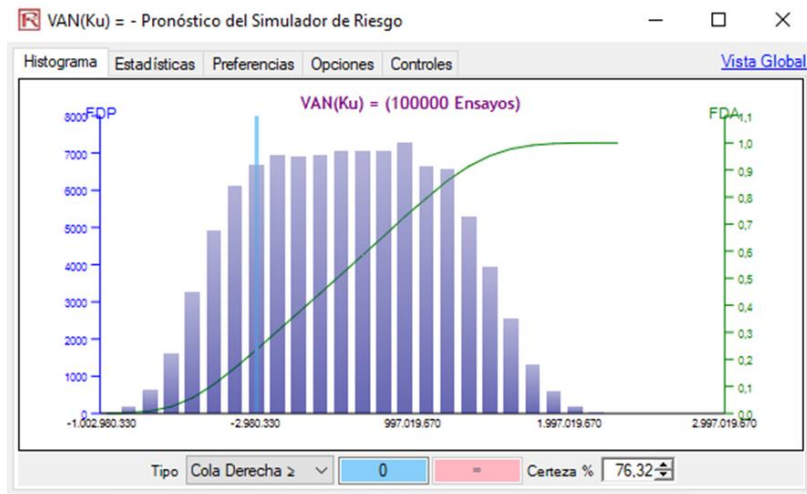 VAN(Ku) = - Pronóstico del Simulador de Riesgo
Histograma Estadísticas Preferencias Opciones Controles Vista Global
VAN(Ku) = (100000 Ensayos)
FDP FDA
8000 1,1
7000 1,0
0,9
6000 0,8
5000 0,7
0,6
4000 0,5
3000 0,4
0,3
2000 0,2
1000 0,1
0 0,0
-1.002.980.330 -2.980.330 997.019.670 1.997.019.670 2.997.019.670
Tipo Cola Derecha ≥ 0 ∞ Certeza % 76,32